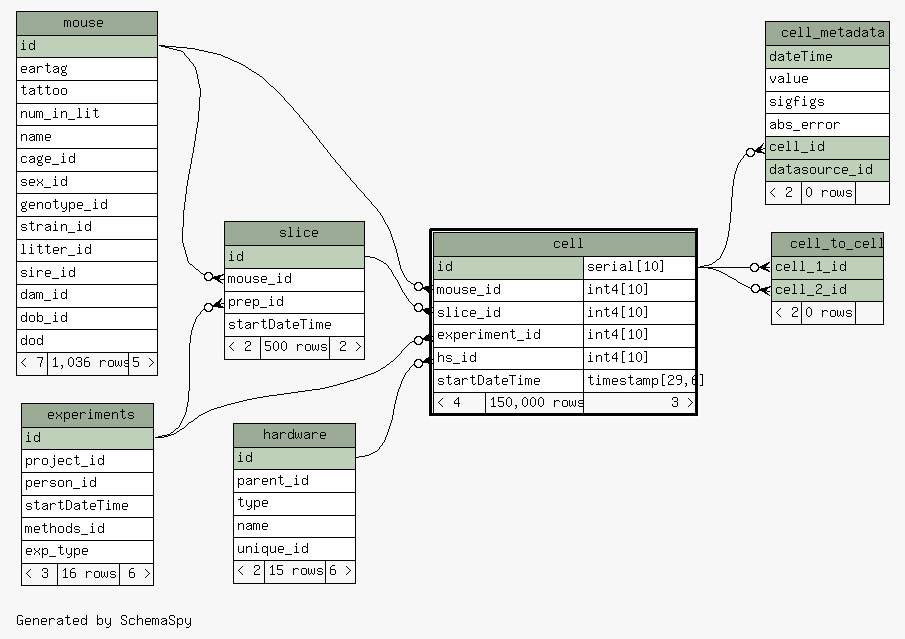 mouse
id
eartag
tattoo
num_in_lit
name
cage_id
sex_id
genotype_id
strain_id
litter_id
sire_id
dam_id
dob_id
dod
< 7 1,036 rows 5 >
experiments
id
project_id
person_id
startDateTime
methods_id
exp_type
< 3 16 rows 6 >
slice
id
mouse_id
prep_id
startDateTime
< 2 500 rows 2 >
hardware
id
parent_id
type
name
unique_id
< 2 15 rows 6 >
cell
id serial[10]
mouse_id int4[10]
slice_id int4[10]
experiment_id int4[10]
hs_id int4[10]
startDateTime timestamp[29,6]
< 4 150,000 rows 3 >
cell_metadata
dateTime
value
sigfigs
abs_error
cell_id
datasource_id
< 2 0 rows
cell_to_cell
cell_1_id
cell_2_id
< 2 0 rows
Generated by SchemaSpy